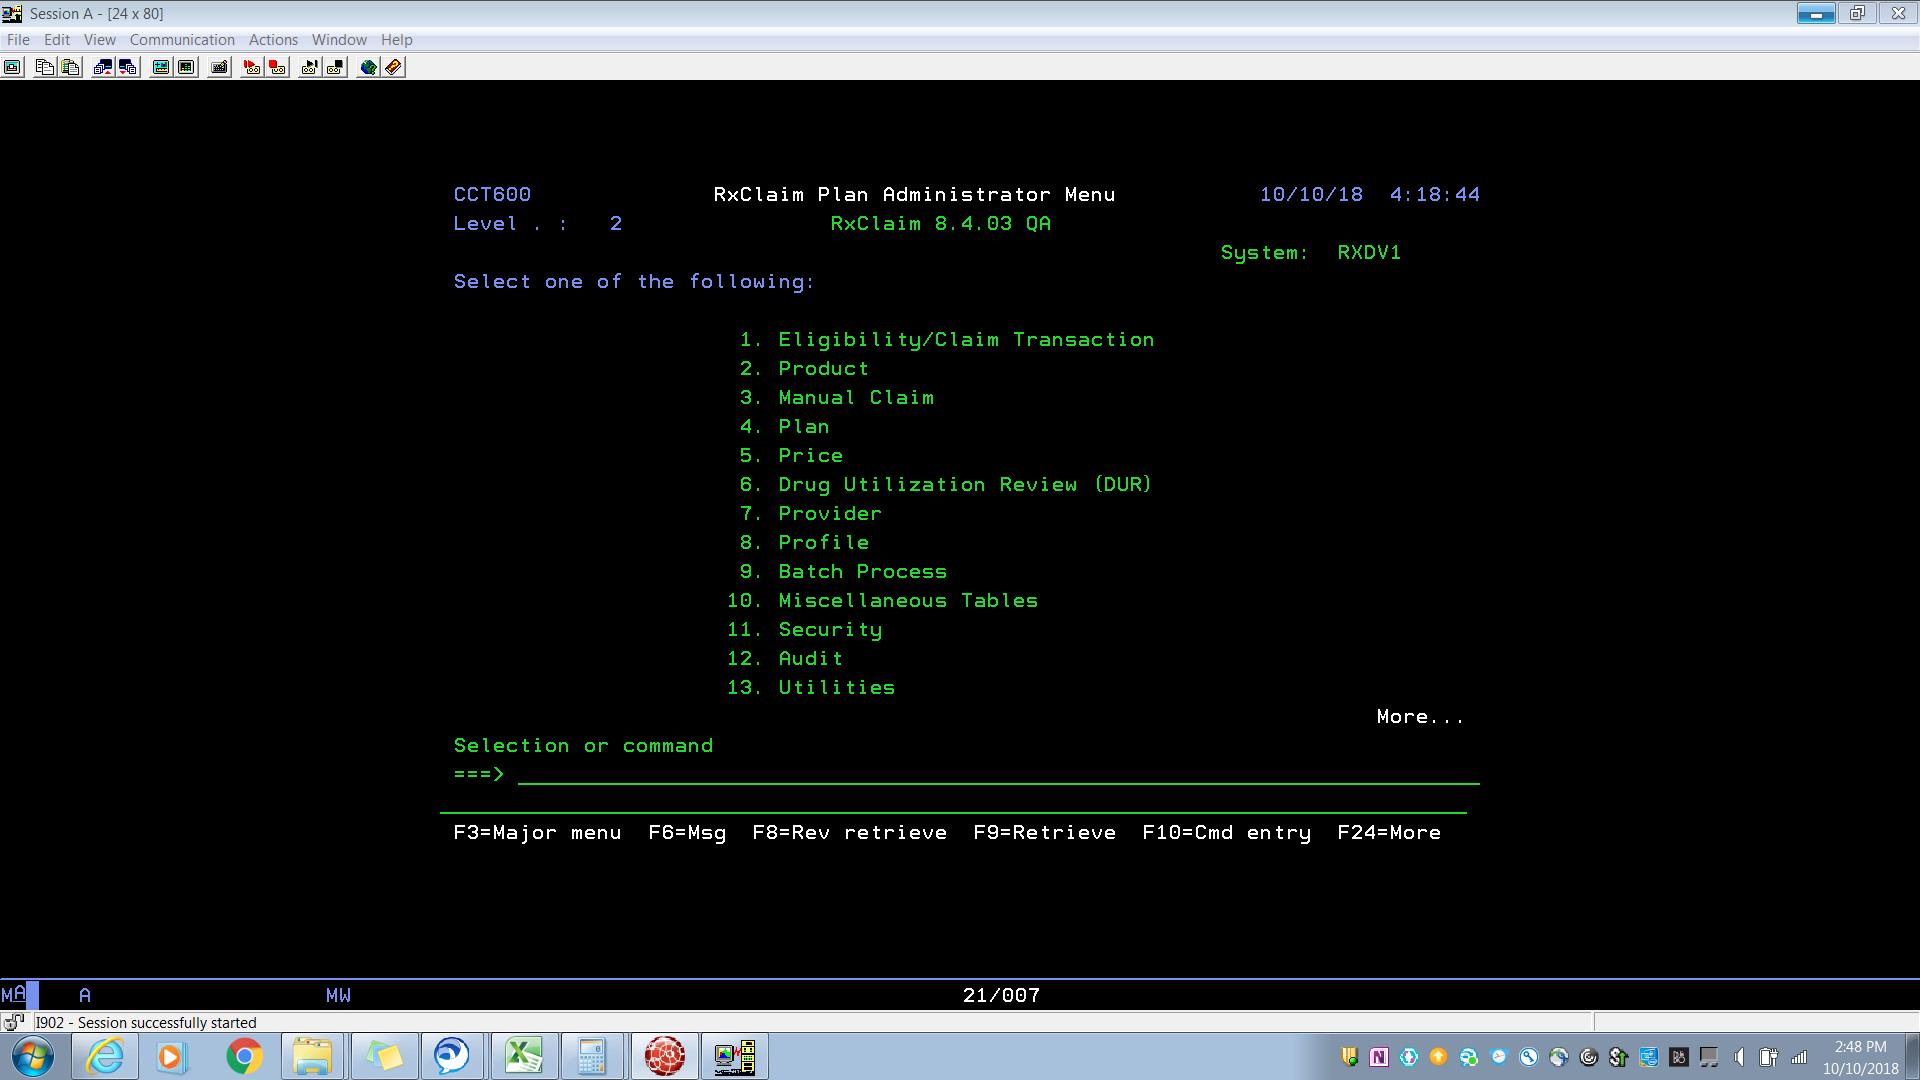 Session A - [24 x 80]
File Edit View Communication Actions Window Help
CCT600 RxClaim Plan Administrator Menu 10/10/18 4:18:44
Level . : 2 RxClaim 8.4.03 QA
System: RXDV1
Select one of the following:
1. Eligibility/Claim Transaction
2. Product
3. Manual Claim
4. Plan
5. Price
6. Drug Utilization Review (DUR)
7. Provider
8. Profile
9. Batch Process
10. Miscellaneous Tables
11. Security
12. Audit
13. Utilities
More...
Selection or command
===>
F3=Major menu F6=Msg F8=Rev retrieve F9=Retrieve F10=Cmd entry F24=More
MA A MW 21/007
I902 - Session successfully started
2:48 PM
10/10/2018